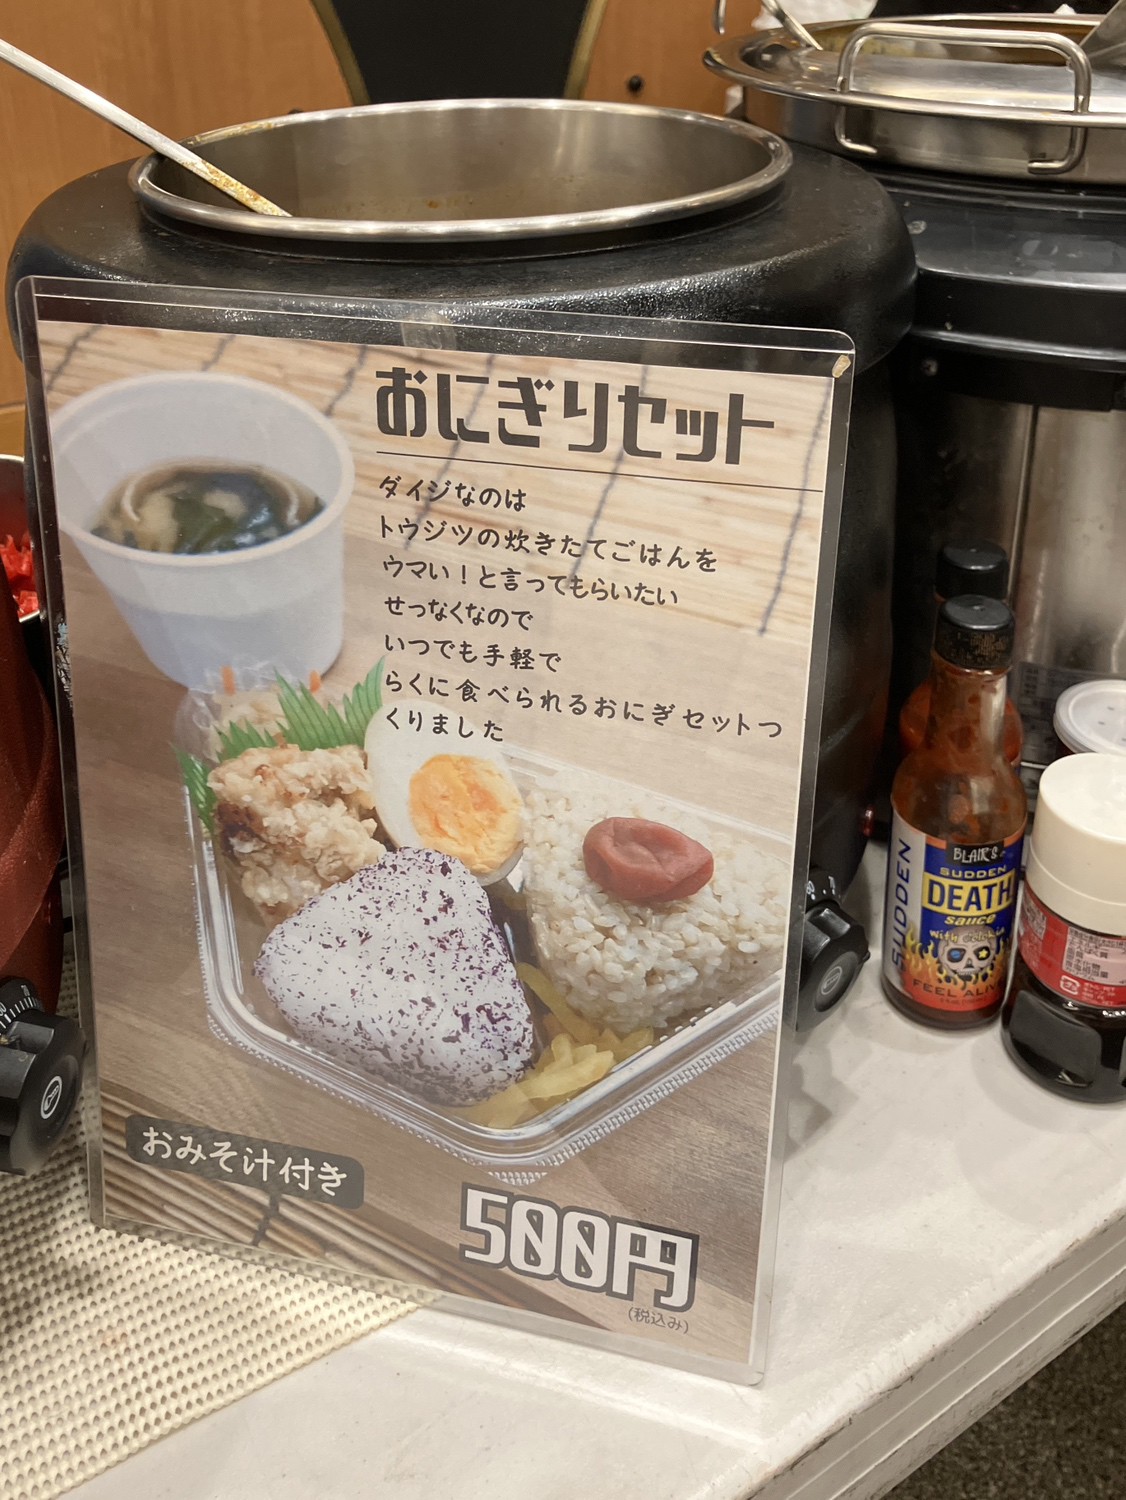 おにぎりセット
ダイジなのは
トウジツの炊きたてごはんを
ウマい！と言ってもらいたい
せっなくなので
いつでも手軽で
らくに食べられるおにぎセットつ
くりました
おみそ汁付き
500円
(税込み)
SUDDEN
BLAIR'S
SUDDEN
DEATH
sauce
FEEL ALIVE